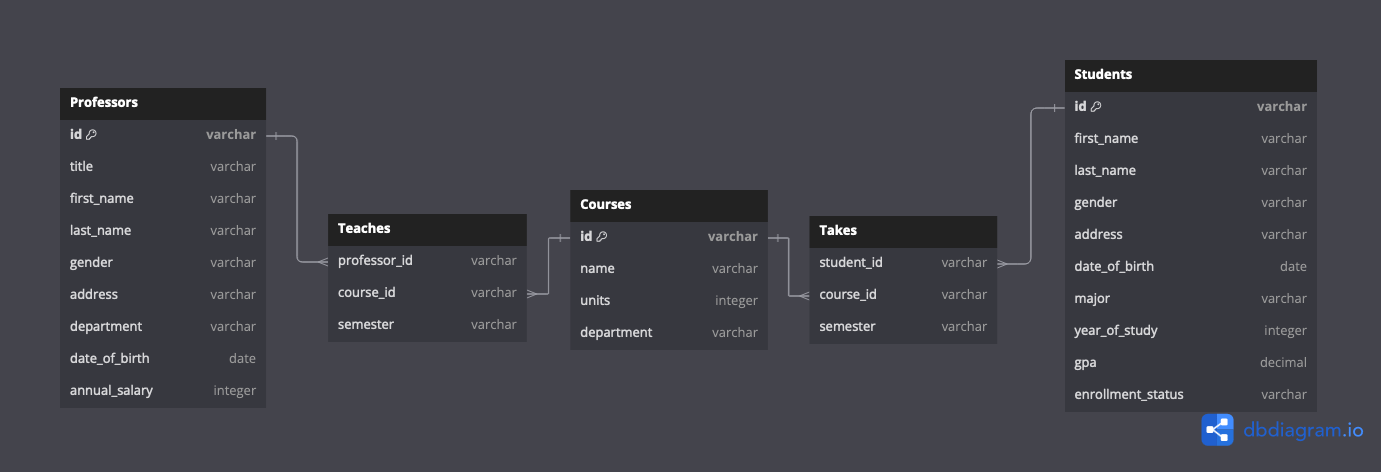 Professors
id varchar
title varchar
first_name varchar
last_name varchar
gender varchar
address varchar
department varchar
date_of_birth date
annual_salary integer
Teaches
professor_id varchar
course_id varchar
semester varchar
Courses
id varchar
name varchar
units integer
department varchar
Takes
student_id varchar
course_id varchar
semester varchar
Students
id varchar
first_name varchar
last_name varchar
gender varchar
address varchar
date_of_birth date
major varchar
year_of_study integer
gpa decimal
enrollment_status varchar
dbdiagram.io